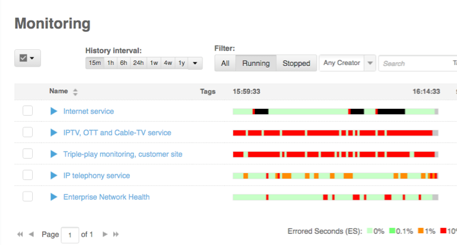 Monitoring
History interval:
Filter:
15m 1h 6h 24h 1w 4w 1y
All Running Stopped
Any Creator
Search
Name
Tags
15:59:33
16:14:33
Internet service
IPTV, OTT and Cable-TV service
Triple-play monitoring, customer site
IP telephony service
Enterprise Network Health
Page 1 of 1
Errored Seconds (ES): 0% 0.1% 1%